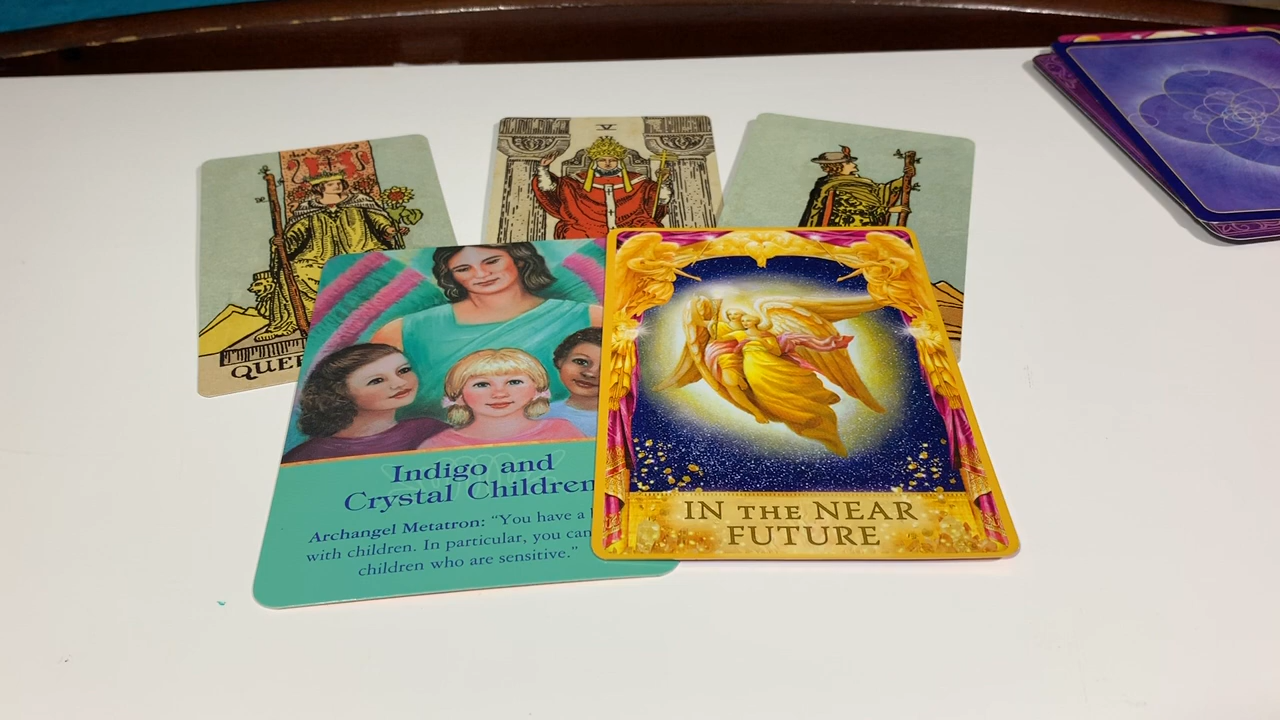 V
QUEE
Indigo and
Crystal Children
Archangel Metatron: “You have a
with children. In particular, you can
children who are sensitive.”
IN THE NEAR
FUTURE